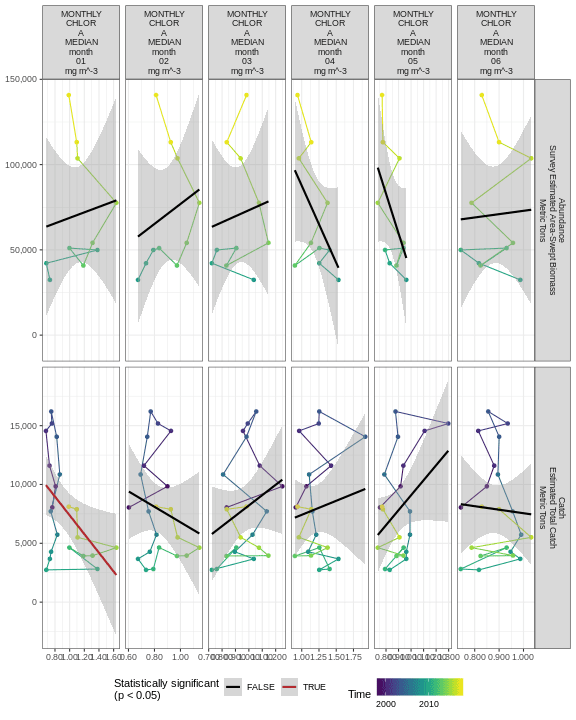 MONTHLY MONTHLY MONTHLY MONTHLY MONTHLY MONTHLY
CHLOR CHLOR CHLOR CHLOR CHLOR CHLOR
A A A A A A
MEDIAN MEDIAN MEDIAN MEDIAN MEDIAN MEDIAN
month month month month month month
01 02 03 04 05 06
mg m^-3 mg m^-3 mg m^-3 mg m^-3 mg m^-3 mg m^-3
150,000
100,000
50,000
0
Abundance
Survey Estimated Area-Swept Biomass
Metric Tons
15,000
10,000
5,000
0
Catch
Estimated Total Catch
Metric Tons
0.80 1.00 1.20 1.40 1.60 0.60 0.80 1.00 1.20 1.00 1.25 1.50 1.75 0.800 0.900 1.000
Statistically significant
(p < 0.05)
FALSE TRUE
Time
2000 2010